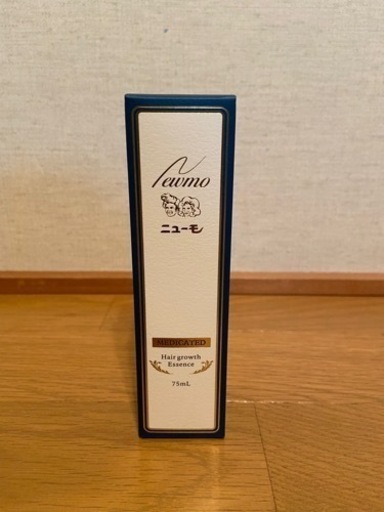 Newmo
ニューモ
MEDICATED
Hair growth
Essence
75mL